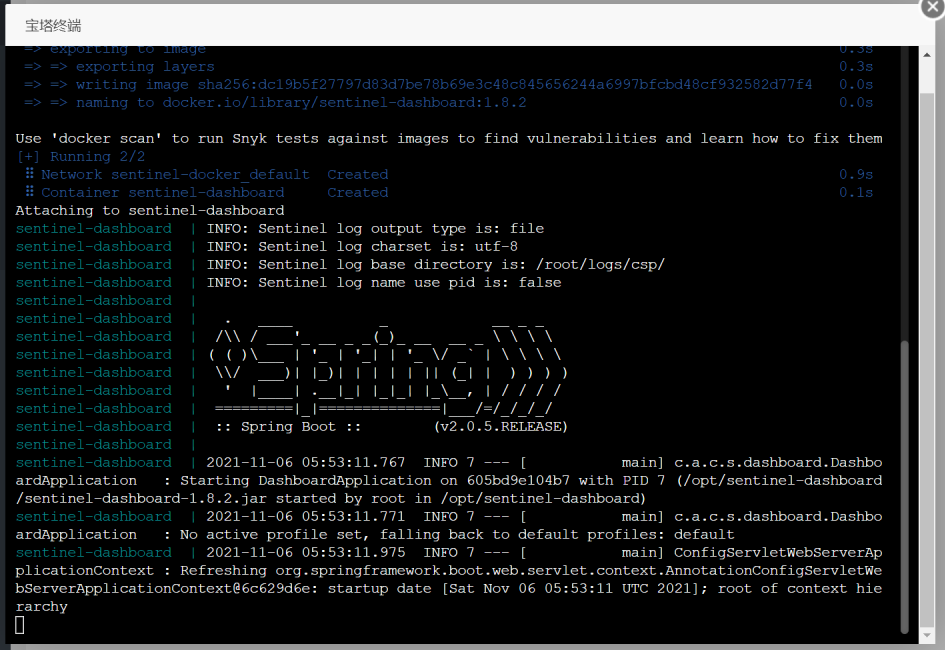 宝塔终端
=> exporting to image 0.3s
=> => exporting layers 0.3s
=> => writing image sha256:dc19b5f27797d83d7be78b69e3c48c845656244a6997bfcbd48cf932582d77f4 0.0s
=> => naming to docker.io/library/sentinel-dashboard:1.8.2 0.0s
Use 'docker scan' to run Snyk tests against images to find vulnerabilities and learn how to fix them
[+] Running 2/2
⠿ Network sentinel-docker_default Created 0.9s
⠿ Container sentinel-dashboard Created 0.1s
Attaching to sentinel-dashboard
sentinel-dashboard | INFO: Sentinel log output type is: file
sentinel-dashboard | INFO: Sentinel log charset is: utf-8
sentinel-dashboard | INFO: Sentinel log base directory is: /root/logs/csp/
sentinel-dashboard | INFO: Sentinel log name use pid is: false
sentinel-dashboard |
sentinel-dashboard |   .   ____          _            __ _ _
sentinel-dashboard |  /\\ / ___'_ __ _ _(_)_ __  __ _ \ \ \ \
sentinel-dashboard | ( ( )\___ | '_ | '_| | '_ \/ _` | \ \ \ \
sentinel-dashboard |  \\/  ___)| |_)| | | | | || (_| |  ) ) ) )
sentinel-dashboard |   '  |____| .__|_| |_|_| |_\__, | / / / /
sentinel-dashboard |  =========|_|==============|___/=/_/_/_/
sentinel-dashboard |  :: Spring Boot ::        (v2.0.5.RELEASE)
sentinel-dashboard |
sentinel-dashboard | 2021-11-06 05:53:11.767  INFO 7 --- [           main] c.a.c.s.dashboard.Dashbo
ardApplication   : Starting DashboardApplication on 605bd9e104b7 with PID 7 (/opt/sentinel-dashboard
/sentinel-dashboard-1.8.2.jar started by root in /opt/sentinel-dashboard)
sentinel-dashboard | 2021-11-06 05:53:11.771  INFO 7 --- [           main] c.a.c.s.dashboard.Dashbo
ardApplication   : No active profile set, falling back to default profiles: default
sentinel-dashboard | 2021-11-06 05:53:11.975  INFO 7 --- [           main] ConfigServletWebServerAp
plicationContext : Refreshing org.springframework.boot.web.servlet.context.AnnotationConfigServletWe
bServerApplicationContext@6c629d6e: startup date [Sat Nov 06 05:53:11 UTC 2021]; root of context hie
rarchy